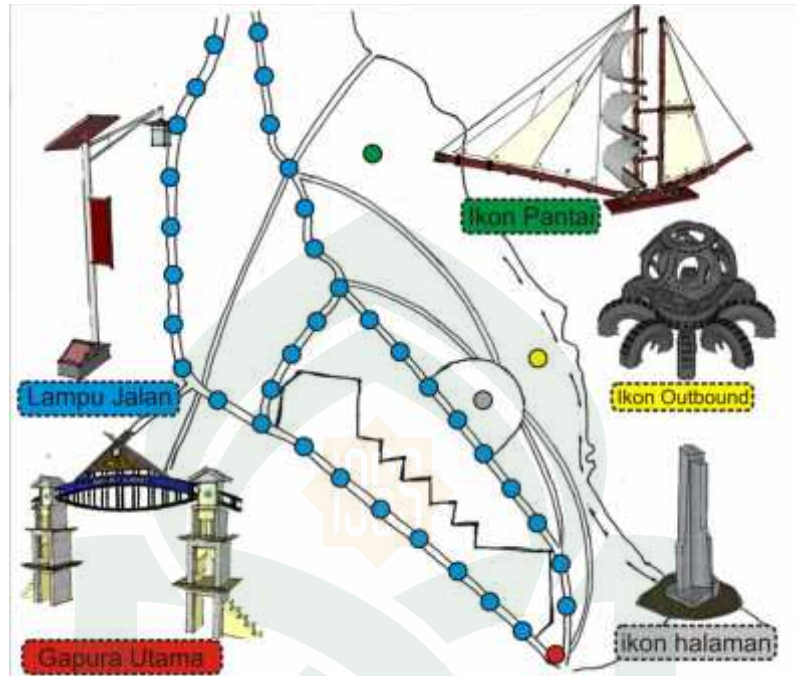 Ikon Pantai
Lampu Jalan
Ikon Outbound
Gapura Utama
ikon halaman